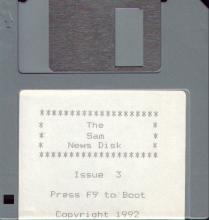 * * * * * * * * * * * * *
* The *
* Sam *
* News Disk *
* * * * * * * * * * * * *
Issue 3
Press F9 to Boot
Copyright 1992